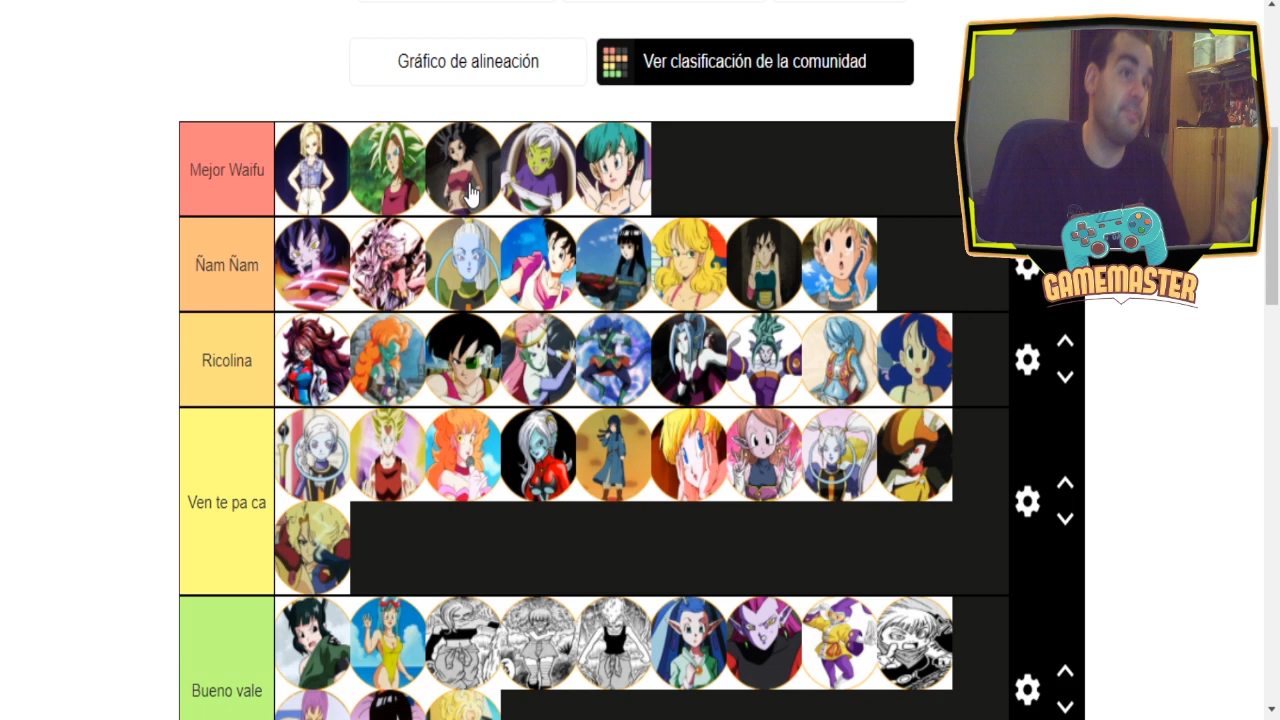 Gráfico de alineación
Ver clasificación de la comunidad
Mejor Waifu
Ñam Ñam
GAMEMASTER
Ricolina
Ven te pa ca
Bueno vale